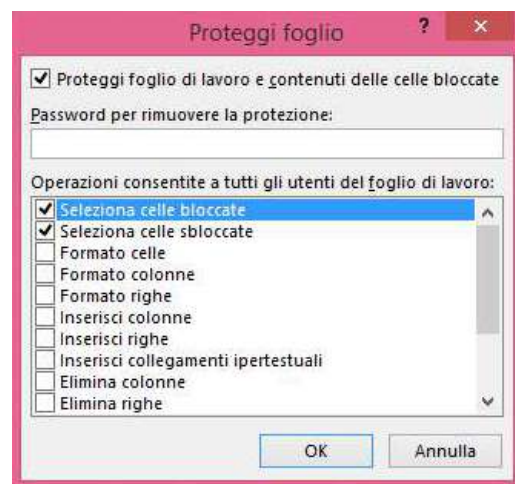 Proteggi foglio ? ×
Proteggi foglio di lavoro e contenuti delle celle bloccate
Password per rimuovere la protezione:
Operazioni consentite a tutti gli utenti del foglio di lavoro:
Seleziona celle bloccate
Seleziona celle sbloccate
Formato celle
Formato colonne
Formato righe
Inserisci colonne
Inserisci righe
Inserisci collegamenti ipertestuali
Elimina colonne
Elimina righe
OK Annulla